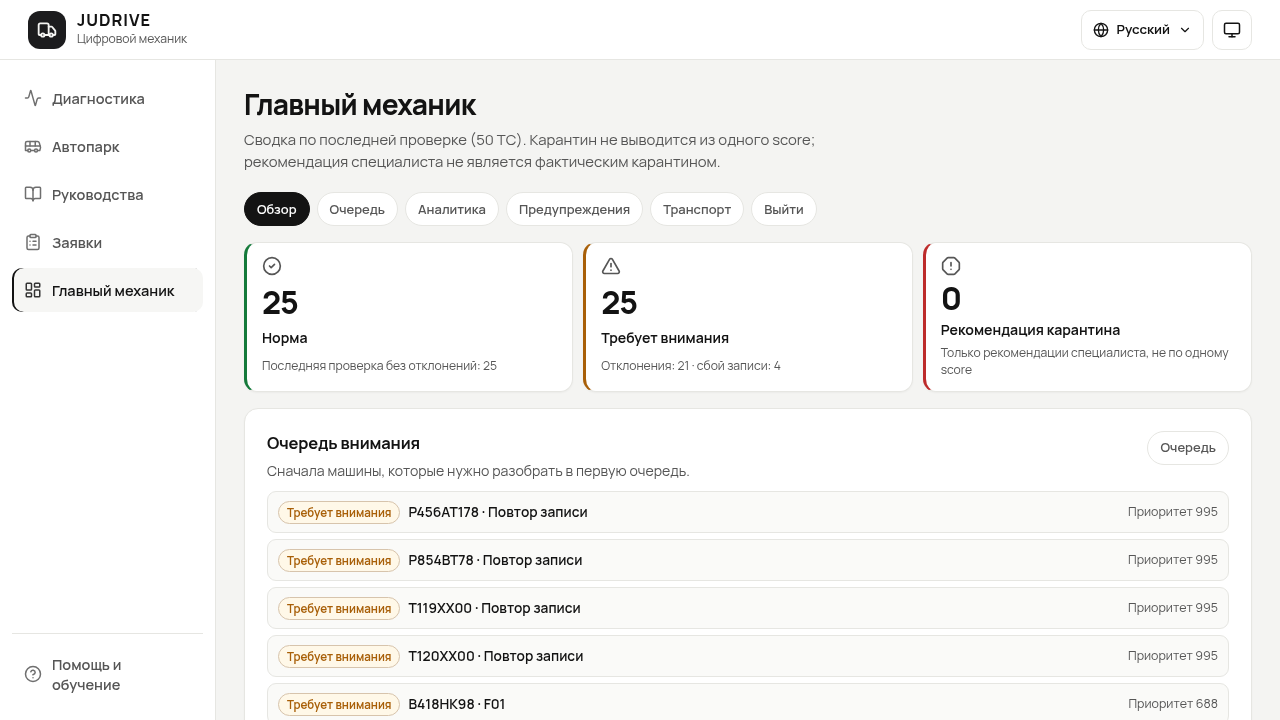 JUDRIVE
Цифровой механик
Русский
Диагностика
Автопарк
Руководства
Заявки
Главный механик
Помощь и
обучение
Главный механик
Сводка по последней проверке (50 ТС). Карантин не выводится из одного score;
рекомендация специалиста не является фактическим карантином.
Обзор
Очередь
Аналитика
Предупреждения
Транспорт
Выйти
25
Норма
Последняя проверка без отклонений: 25
25
Требует внимания
Отклонения: 21 · сбой записи: 4
0
Рекомендация карантина
Только рекомендации специалиста, не по одному
score
Очередь внимания
Сначала машины, которые нужно разобрать в первую очередь.
Очередь
Требует внимания Р456АТ178 · Повтор записи Приоритет 995
Требует внимания Р854ВТ78 · Повтор записи Приоритет 995
Требует внимания Т119ХХ00 · Повтор записи Приоритет 995
Требует внимания Т120ХХ00 · Повтор записи Приоритет 995
Требует внимания В418НК98 · F01 Приоритет 688